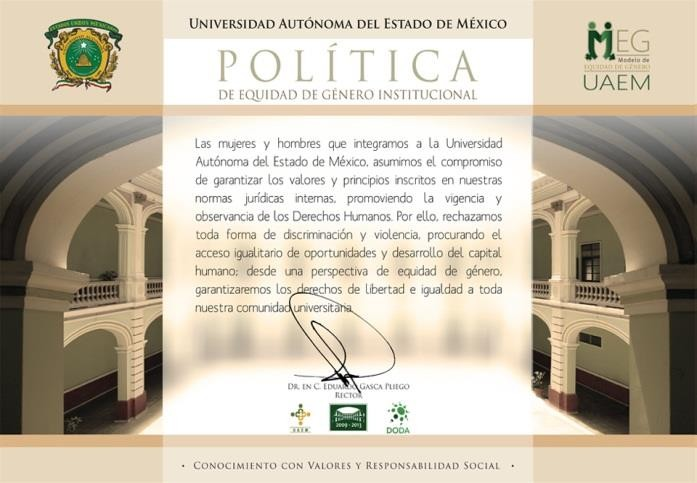 UNIVERSIDAD AUTÓNOMA DEL ESTADO DE MÉXICO
POLÍTICA
DE EQUIDAD DE GÉNERO INSTITUCIONAL
ESTADOS UNIDOS MEXICANOS
MEG
Modelo de
EQUIDAD DE GÉNERO
UAEM
Las mujeres y hombres que integramos a la Universidad
Autónoma del Estado de México, asumimos el compromiso
de garantizar los valores y principios inscritos en nuestras
normas jurídicas internas, promoviendo la vigencia y
observancia de los Derechos Humanos. Por ello, rechazamos
toda forma de discriminación y violencia, procurando el
acceso igualitario de oportunidades y desarrollo del capital
humano; desde una perspectiva de equidad de género,
garantizaremos los derechos de libertad e igualdad a toda
nuestra comunidad universitaria.
DR. EN C. EDUARDO GASCA PLIEGO
RECTOR
UAEM
2009 - 2013
DODA
• CONOCIMIENTO CON VALORES Y RESPONSABILIDAD SOCIAL •